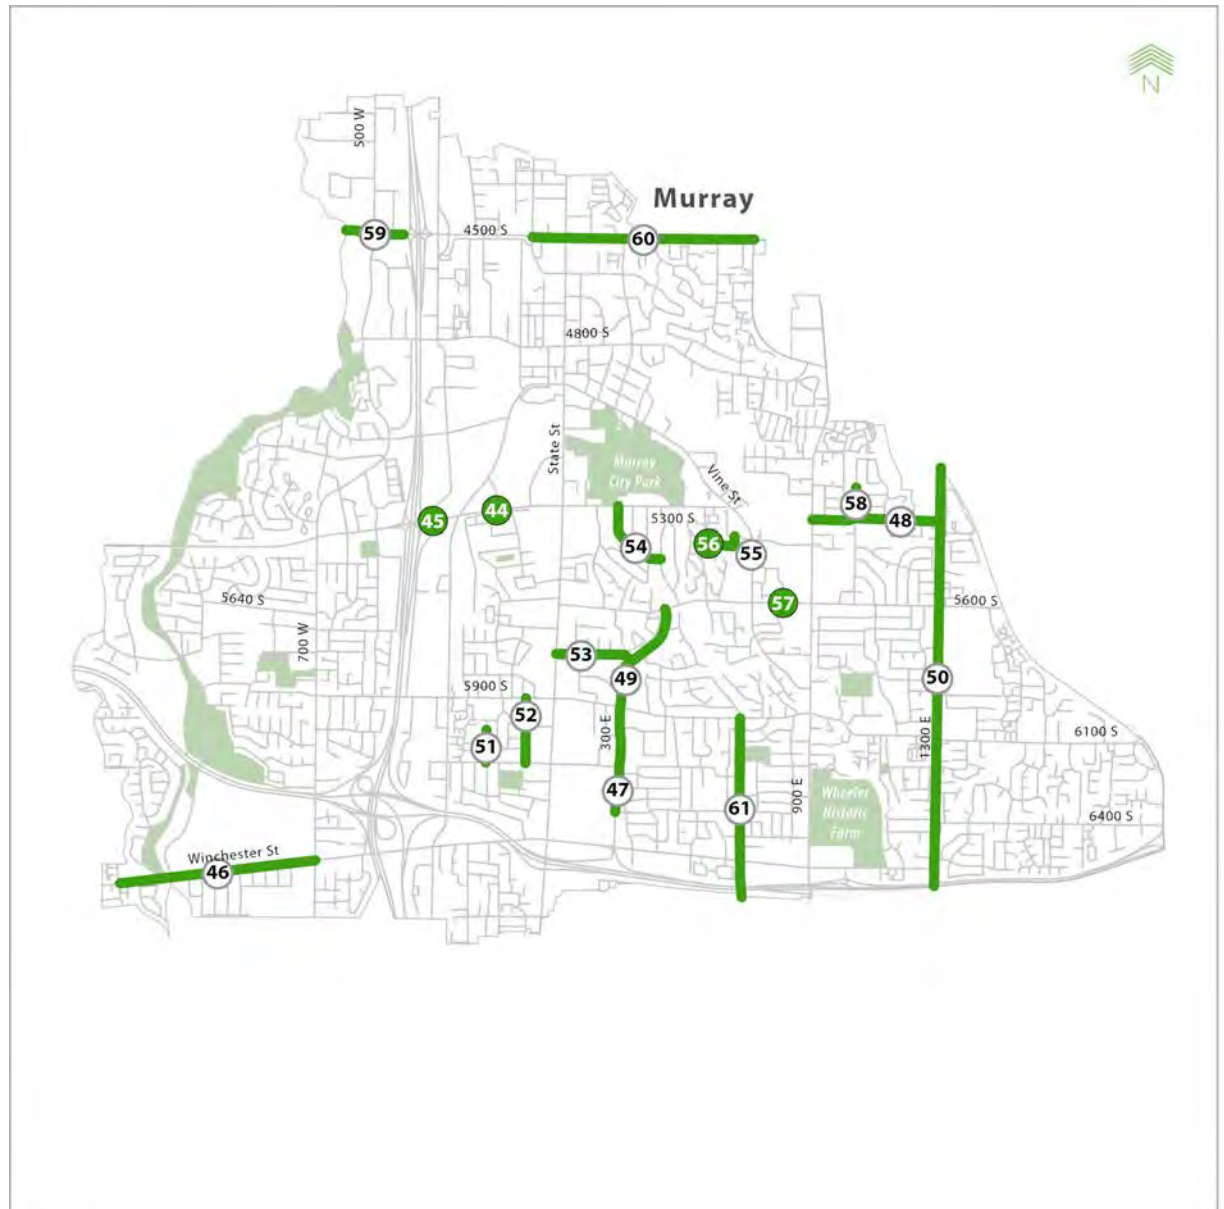 N
500 W
Murray
59
4500 S
60
4800 S
State St
Murray
City Park
Vine St
58
45
44
5300 S
48
54
56
55
5640 S
57
5600 S
700 W
53
49
50
5900 S
52
300 E
1300 E
6100 S
51
47
900 E
Wheeler
Historic
Farm
61
6400 S
Winchester St
46